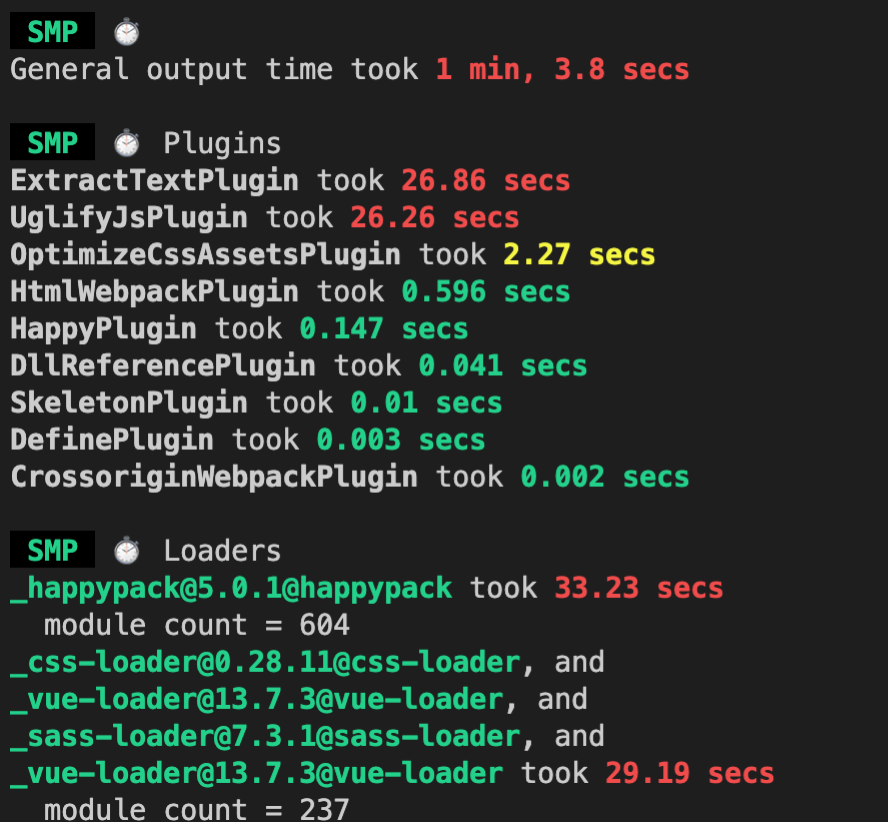 SMP ⏱
General output time took 1 min, 3.8 secs
SMP ⏱ Plugins
ExtractTextPlugin took 26.86 secs
UglifyJsPlugin took 26.26 secs
OptimizeCssAssetsPlugin took 2.27 secs
HtmlWebpackPlugin took 0.596 secs
HappyPlugin took 0.147 secs
DllReferencePlugin took 0.041 secs
SkeletonPlugin took 0.01 secs
DefinePlugin took 0.003 secs
CrossoriginWebpackPlugin took 0.002 secs
SMP ⏱ Loaders
_happypack@5.0.1@happypack took 33.23 secs
module count = 604
_css-loader@0.28.11@css-loader, and
_vue-loader@13.7.3@vue-loader, and
_sass-loader@7.3.1@sass-loader, and
_vue-loader@13.7.3@vue-loader took 29.19 secs
module count = 237